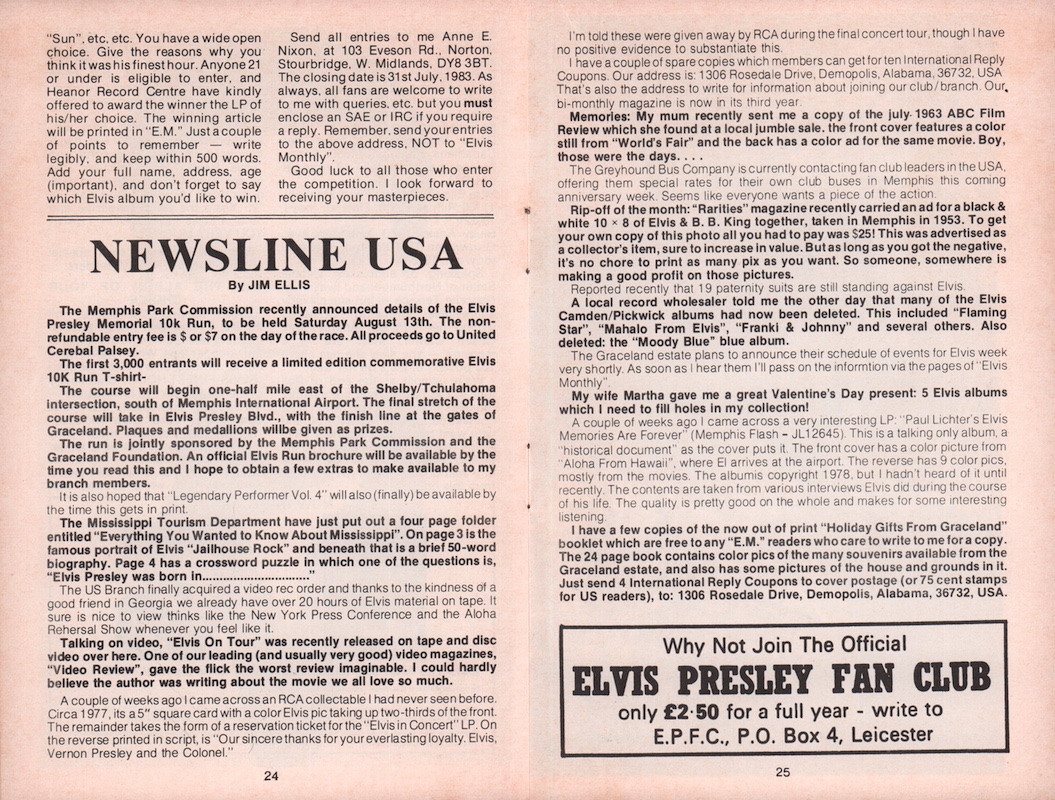 "Sun", etc, etc. You have a wide open
choice. Give the reasons why you
think it was his finest hour. Anyone 21
or under is eligible to enter, and
Heanor Record Centre have kindly
offered to award the winner the LP of
his/her choice. The winning article
will be printed in "E.M." Just a couple
of points to remember — write
legibly, and keep within 500 words.
Add your full name, address, age
(important), and don't forget to say
which Elvis album you'd like to win.
Send all entries to me Anne E.
Nixon, at 103 Eveson Rd., Norton,
Stourbridge, W. Midlands, DY8 3BT.
The closing date is 31st July, 1983. As
always, all fans are welcome to write
to me with queries, etc. but you must
enclose an SAE or IRC if you require
a reply. Remember, send your entries
to the above address, NOT to "Elvis
Monthly".
Good luck to all those who enter
the competition. I look forward to
receiving your masterpieces.
NEWSLINE USA
By JIM ELLIS
The Memphis Park Commission recently announced details of the Elvis
Presley Memorial 10k Run, to be held Saturday August 13th. The non-
refundable entry fee is $ or $7 on the day of the race. All proceeds go to United
Cerebal Palsey.
The first 3,000 entrants will receive a limited edition commemorative Elvis
10K Run T-shirt-
The course will begin one-half mile east of the Shelby/Tchulahoma
intersection, south of Memphis International Airport. The final stretch of the
course will take in Elvis Presley Blvd., with the finish line at the gates of
Graceland. Plaques and medallions willbe given as prizes.
The run is jointly sponsored by the Memphis Park Commission and the
Graceland Foundation. An official Elvis Run brochure will be available by the
time you read this and I hope to obtain a few extras to make available to my
branch members.
It is also hoped that "Legendary Performer Vol. 4" will also (finally) be available by
the time this gets in print.
The Mississippi Tourism Department have just put out a four page folder
entitled "Everything You Wanted to Know About Mississippi". On page 3 is the
famous portrait of Elvis "Jailhouse Rock" and beneath that is a brief 50-word
biography. Page 4 has a crossword puzzle in which one of the questions is,
"Elvis Presley was born in..............................."
The US Branch finally acquired a video rec order and thanks to the kindness of a
good friend in Georgia we already have over 20 hours of Elvis material on tape. It
sure is nice to view thinks like the New York Press Conference and the Aloha
Rehersal Show whenever you feel like it.
Talking on video, "Elvis On Tour" was recently released on tape and disc
video over here. One of our leading (and usually very good) video magazines,
"Video Review", gave the flick the worst review imaginable. I could hardly
believe the author was writing about the movie we all love so much.
A couple of weeks ago I came across an RCA collectable I had never seen before.
Circa 1977, its a 5" square card with a color Elvis pic taking up two-thirds of the front.
The remainder takes the form of a reservation ticket for the "Elvis in Concert" LP. On
the reverse printed in script, is "Our sincere thanks for your everlasting loyalty. Elvis,
Vernon Presley and the Colonel."
24
I'm told these were given away by RCA during the final concert tour, though I have
no positive evidence to substantiate this.
I have a couple of spare copies which members can get for ten International Reply
Coupons. Our address is: 1306 Rosedale Drive, Demopolis, Alabama, 36732, USA
That's also the address to write for information about joining our club/branch. Our
bi-monthly magazine is now in its third year.
Memories: My mum recently sent me a copy of the july 1963 ABC Film
Review which she found at a local jumble sale. the front cover features a color
still from "World's Fair" and the back has a color ad for the same movie. Boy,
those were the days. . . .
The Greyhound Bus Company is currently contacting fan club leaders in the USA,
offering them special rates for their own club buses in Memphis this coming
anniversary week. Seems like everyone wants a piece of the action.
Rip-off of the month: "Rarities" magazine recently carried an ad for a black &
white 10 × 8 of Elvis & B. B. King together, taken in Memphis in 1953. To get
your own copy of this photo all you had to pay was $25! This was advertised as
a collector's item, sure to increase in value. But as long as you got the negative,
it's no chore to print as many pix as you want. So someone, somewhere is
making a good profit on those pictures.
Reported recently that 19 paternity suits are still standing against Elvis.
A local record wholesaler told me the other day that many of the Elvis
Camden/Pickwick albums had now been deleted. This included "Flaming
Star", "Mahalo From Elvis", "Franki & Johnny" and several others. Also
deleted: the "Moody Blue" blue album.
The Graceland estate plans to announce their schedule of events for Elvis week
very shortly. As soon as I hear them I'll pass on the informtion via the pages of "Elvis
Monthly".
My wife Martha gave me a great Valentine's Day present: 5 Elvis albums
which I need to fill holes in my collection!
A couple of weeks ago I came across a very interesting LP: "Paul Lichter's Elvis
Memories Are Forever" (Memphis Flash - JL12645). This is a talking only album, a
"historical document" as the cover puts it. The front cover has a color picture from
"Aloha From Hawaii", where El arrives at the airport. The reverse has 9 color pics,
mostly from the movies. The albumis copyright 1978, but I hadn't heard of it until
recently. The contents are taken from various interviews Elvis did during the course
of his life. The quality is pretty good on the whole and makes for some interesting
listening.
I have a few copies of the now out of print "Holiday Gifts From Graceland"
booklet which are free to any "E.M." readers who care to write to me for a copy.
The 24 page book contains color pics of the many souvenirs available from the
Graceland estate, and also has some pictures of the house and grounds in it.
Just send 4 International Reply Coupons to cover postage (or 75 cent stamps
for US readers), to: 1306 Rosedale Drive, Demopolis, Alabama, 36732, USA.
Why Not Join The Official
ELVIS PRESLEY FAN CLUB
only £2·50 for a full year - write to
E.P.F.C., P.O. Box 4, Leicester
25